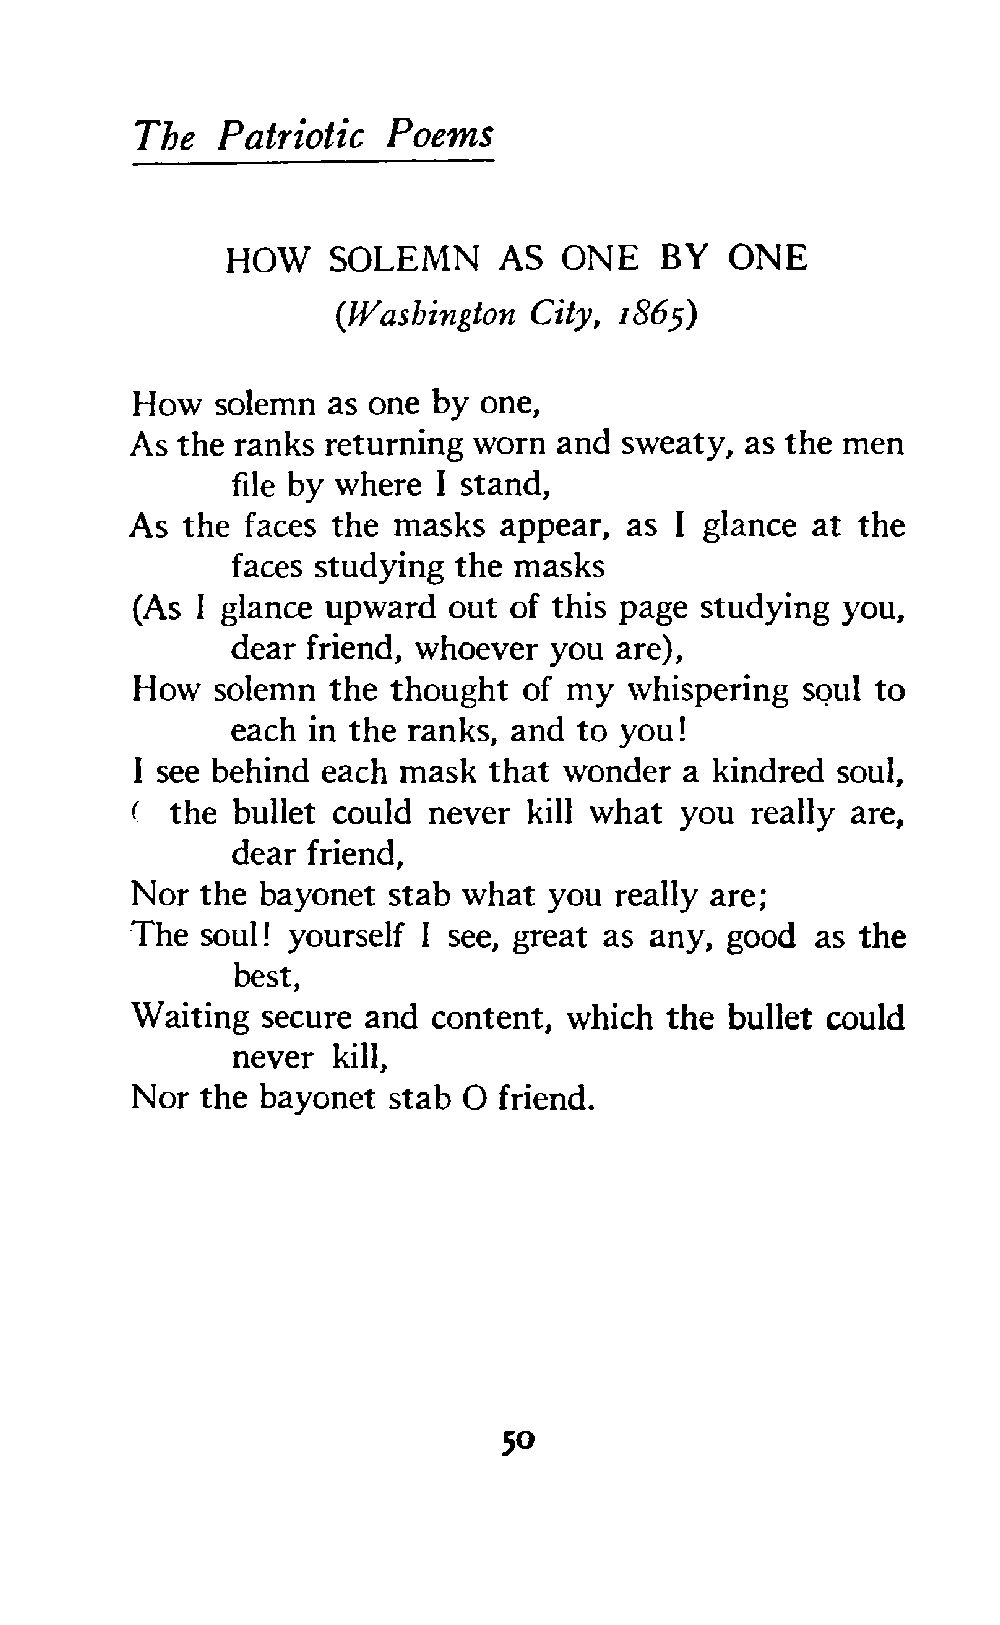 The Patriotic Poems
HOW SOLEMN AS ONE BY ONE
(Washington City, 1865)
How solemn as one by one,
As the ranks returning worn and sweaty, as the men
file by where I stand,
As the faces the masks appear, as I glance at the
faces studying the masks
(As I glance upward out of this page studying you,
dear friend, whoever you are),
How solemn the thought of my whispering soul to
each in the ranks, and to you!
I see behind each mask that wonder a kindred soul,
the bullet could never kill what you really are,
dear friend,
Nor the bayonet stab what you really are;
The soul! yourself I see, great as any, good as the
best,
Waiting secure and content, which the bullet could
never kill,
Nor the bayonet stab O friend.
50